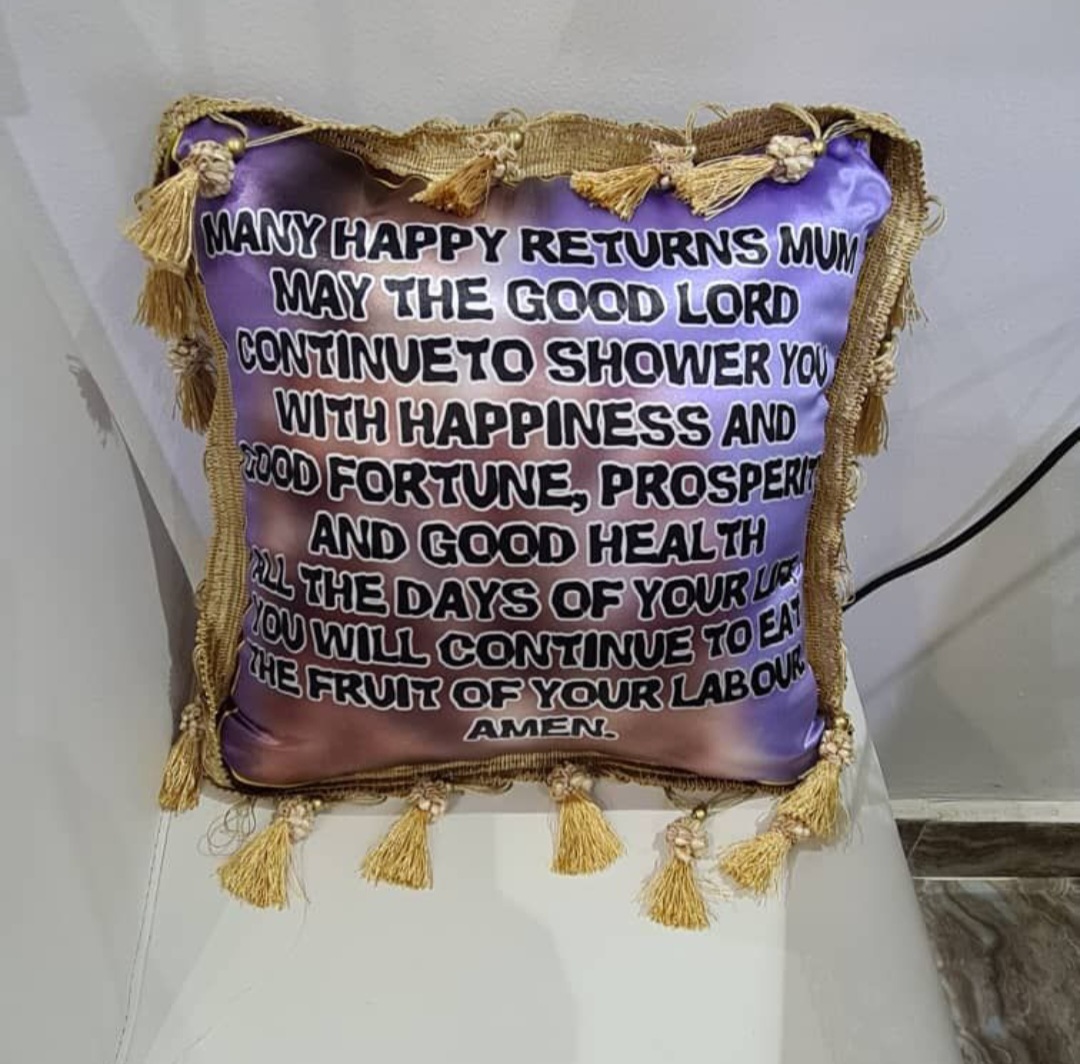 MANY HAPPY RETURNS MUM
MAY THE GOOD LORD
CONTINUETO SHOWER YOU
WITH HAPPINESS AND
GOOD FORTUNE, PROSPERIT
AND GOOD HEALTH
ALL THE DAYS OF YOUR LIFE.
YOU WILL CONTINUE TO EAT
THE FRUIT OF YOUR LABOUR.
AMEN.